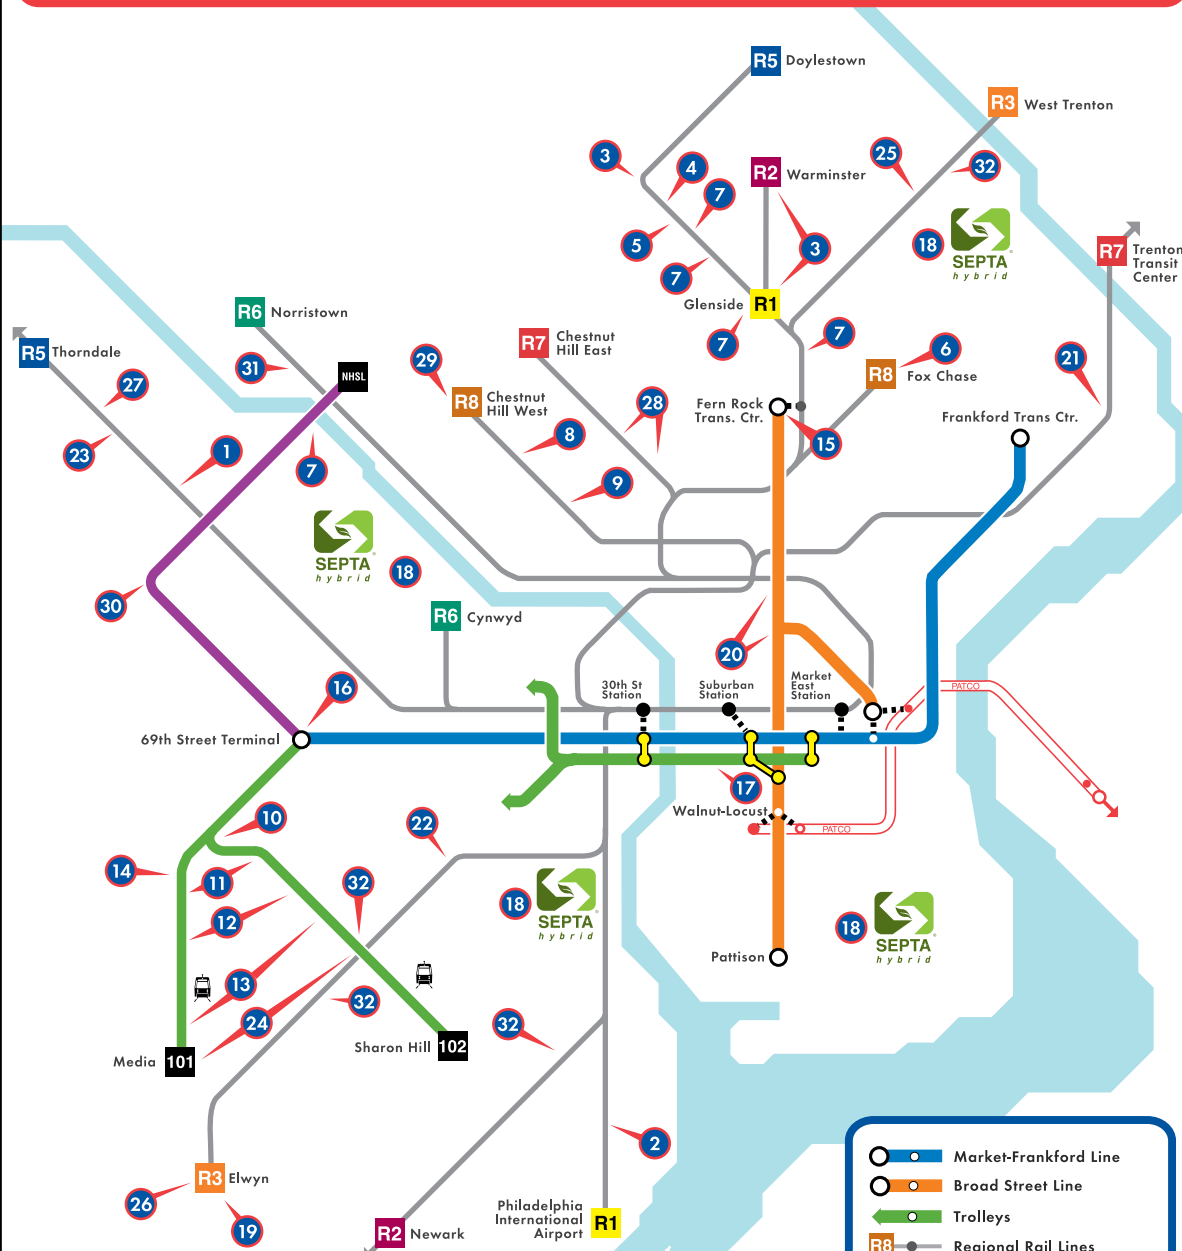 R5 Doylestown
R3 West Trenton
3
4
25
32
R2 Warminster
7
5
3
18
SEPTA
hybrid
R7 Trenton
Transit
Center
7
R6 Norristown
Glenside R1
7
7
R5 Thorndale
R7 Chestnut
Hill East
6
21
31
29
NHSL
R8 Fox Chase
27
R8 Chestnut
Hill West
28
Fern Rock
Trans. Ctr.
Frankford Trans Ctr.
8
15
23
1
7
9
SEPTA
hybrid
18
30
R6 Cynwyd
20
16
30th St
Station
Suburban
Station
Market
East
Station
PATCO
69th Street Terminal
17
Walnut-Locust
PATCO
10
22
14
11
32
12
18
SEPTA
hybrid
18
SEPTA
hybrid
Pattison
13
32
24
32
Media 101
Sharon Hill 102
2
R3 Elwyn
26
19
Philadelphia
International
Airport R1
R2 Newark
Market-Frankford Line
Broad Street Line
Trolleys
R8 Regional Rail Lines